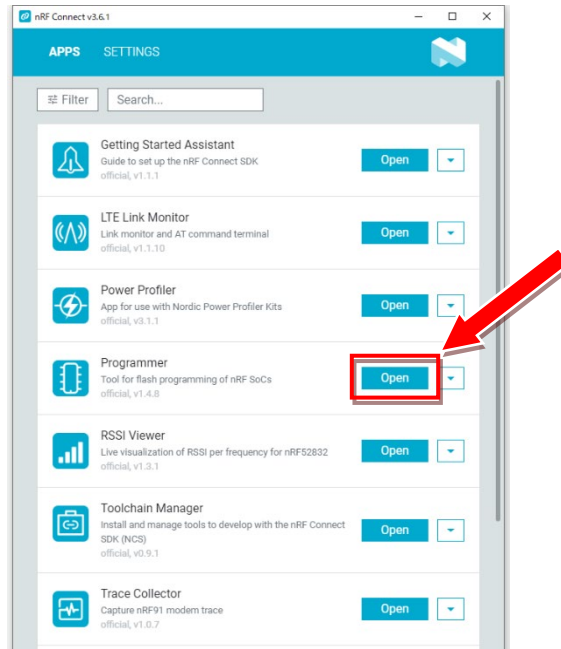 nRF Connect v3.6.1
APPS SETTINGS
Filter Search...
Getting Started Assistant
Guide to set up the nRF Connect SDK
official, v1.1.1
Open
LTE Link Monitor
Link monitor and AT command terminal
official, v1.1.10
Open
Power Profiler
App for use with Nordic Power Profiler Kits
official, v3.1.1
Open
Programmer
Tool for flash programming of nRF SoCs
official, v1.4.8
Open
RSSI Viewer
Live visualization of RSSI per frequency for nRF52832
official, v1.3.1
Open
Toolchain Manager
Install and manage tools to develop with the nRF Connect
SDK (NCS)
official, v0.9.1
Open
Trace Collector
Capture nRF91 modem trace
official, v1.0.7
Open